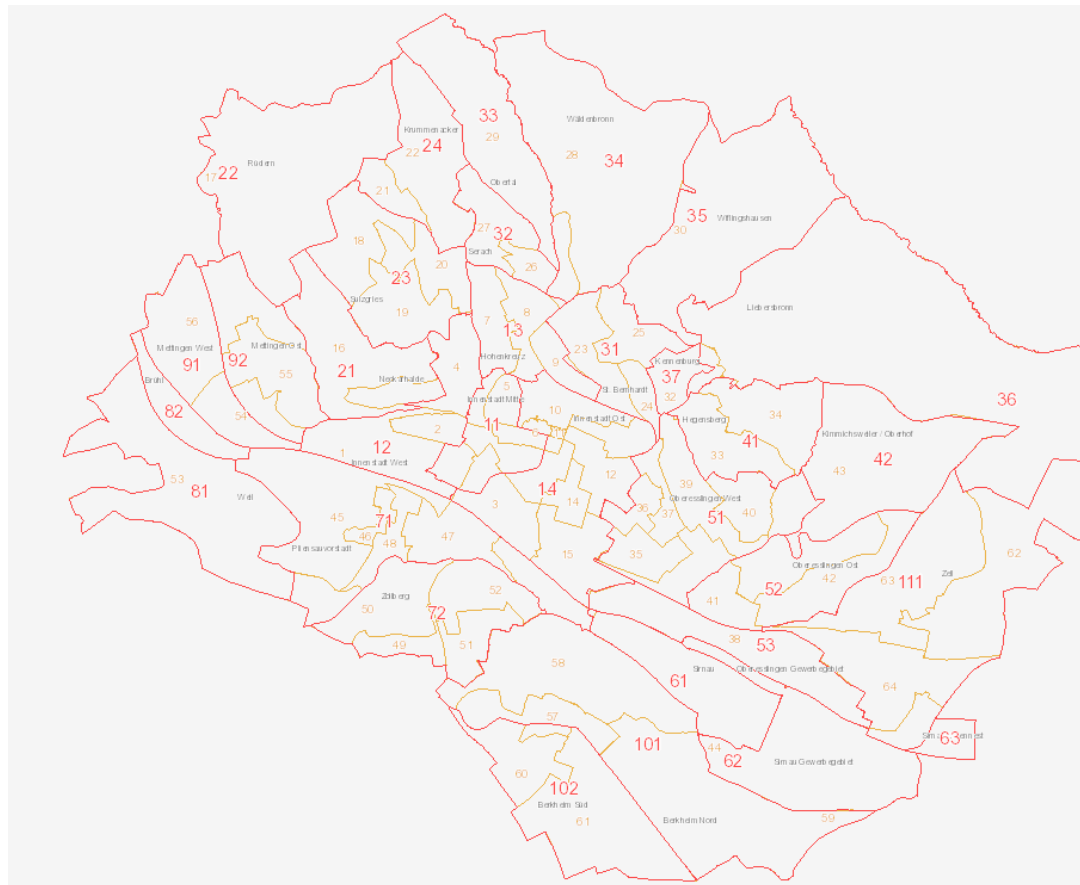 33
Wäldenbronn
Krummenacker
24
29
22
28
34
Rüdern
17 22
21
Obertal
35
Wiflingshausen
27
30
32
18
Serach
20
26
23
Sulzgries
19
Liebersbronn
8
56
7
13
25
Mettingen West
Mettingen Ost
16
23
31
91
92
Hohenkreuz
9
Kennenburg
4
21
37
Brühl
55
Neckarhalde
5
St. Bernhardt
32
82
Innenstadt Mitte
24
36
54
10
34
11
Innenstadt Ost
Hegensberg
2
6
41
Kimmichsweiler / Oberhof
12
1
33
42
Innenstadt West
43
53
12
39
81
14
Weil
Oberesslingen West
3
14
36
37
40
45
71
51
46
48
47
Pliensauvorstadt
15
35
62
Oberesslingen Ost
Zell
42
63
111
52
Zollberg
52
41
50
72
38
53
49
51
58
Sirnau
Oberesslingen Gewerbegebiet
61
64
57
101
63
44
62
Sirnau Gewerbegebiet
60
102
Berkheim Süd
61
Berkheim Nord
59